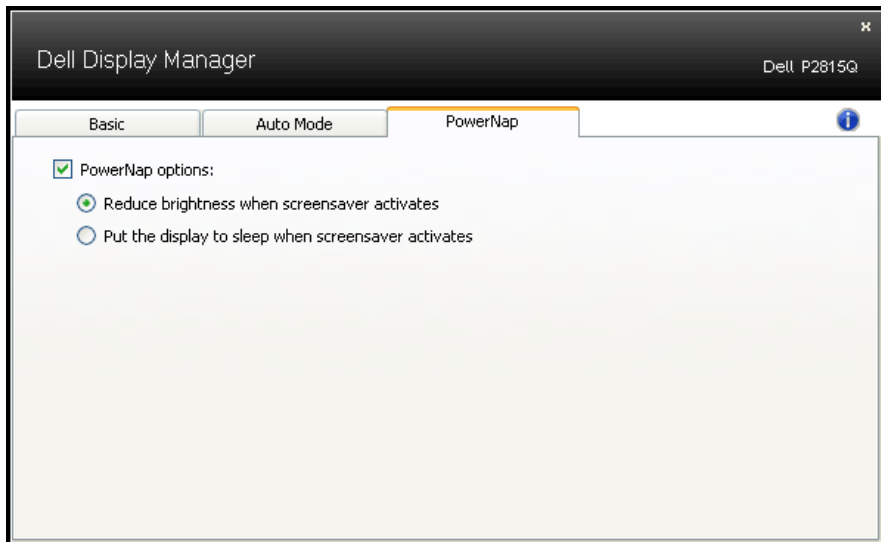 x
Dell Display Manager
Dell P2815Q
Basic Auto Mode PowerNap i
PowerNap options:
Reduce brightness when screensaver activates
Put the display to sleep when screensaver activates